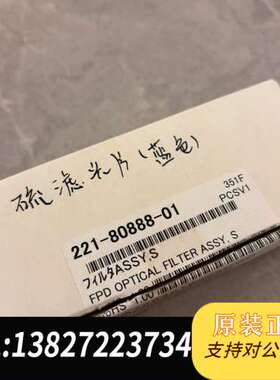 硫滤光片(蓝色)
221-80888-01
351F
フィルタASSY.S
PCSV1
FPD OPTICAL FILTER ASSY. S
原装正品
:13827223734
支持对公